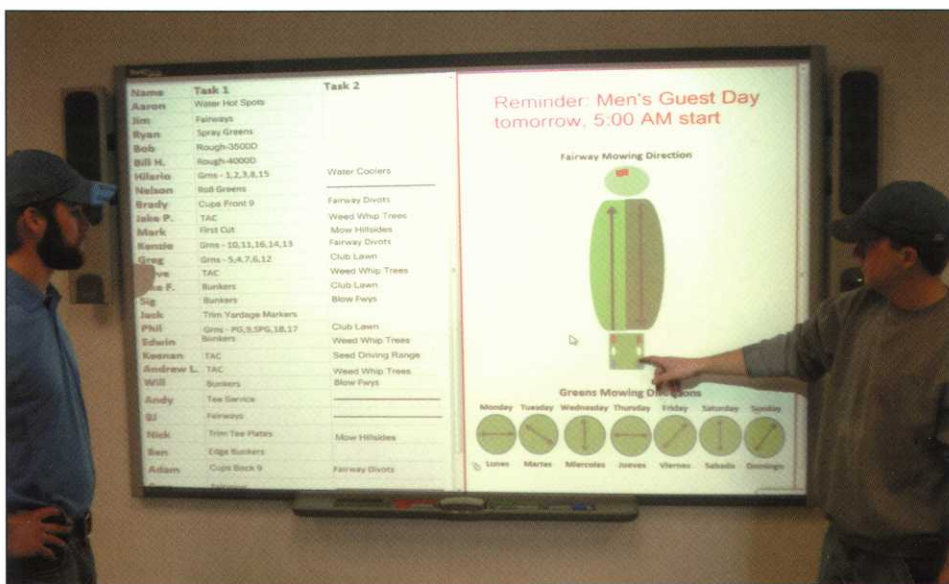 Name Task 1 Task 2
Aaron Water Hot Spots
Jim Fairways
Ryan Spray Greens
Bob Rough-3500D
Bill H. Rough-4000D
Hilario Grns - 1,2,3,8,15 Water Coolers
Nelson Roll Greens
Brady Cups Front 9 Fairway Divots
Jake P. TAC Weed Whip Trees
Mark First Cut Mow Hillsides
Kenzie Grns - 10,11,16,14,13 Fairway Divots
Greg Grns - 5,4,7,6,12 Club Lawn
TAC Weed Whip Trees
F. Bunkers Club Lawn
Sig Bunkers Blow Fwys
Jack Trim Yardage Markers
Phil Grns - PG,9,SPG,18,17 Club Lawn
Edwin Bunkers Weed Whip Trees
Keenan TAC Seed Driving Range
Andrew L. TAC Weed Whip Trees
Will Bunkers Blow Fwys
Andy Tee Service
BJ Fairways
Nick Trim Tee Plates Mow Hillsides
Ben Edge Bunkers
Adam Cups Back 9 Fairway Divots
Reminder: Men's Guest Day
tomorrow, 5:00 AM start
Fairway Mowing Direction
Greens Mowing Directions
Monday Tuesday Wednesday Thursday Friday Saturday Sunday
Lunes Martes Miercoles Jueves Viernes Sabado Domingo